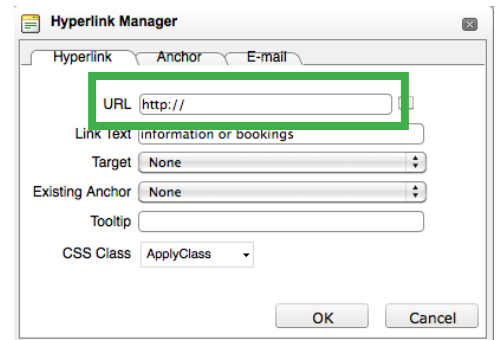 Hyperlink Manager
Hyperlink Anchor E-mail
URL http://
Link Text information or bookings
Target None
Existing Anchor None
Tooltip
CSS Class ApplyClass
OK Cancel